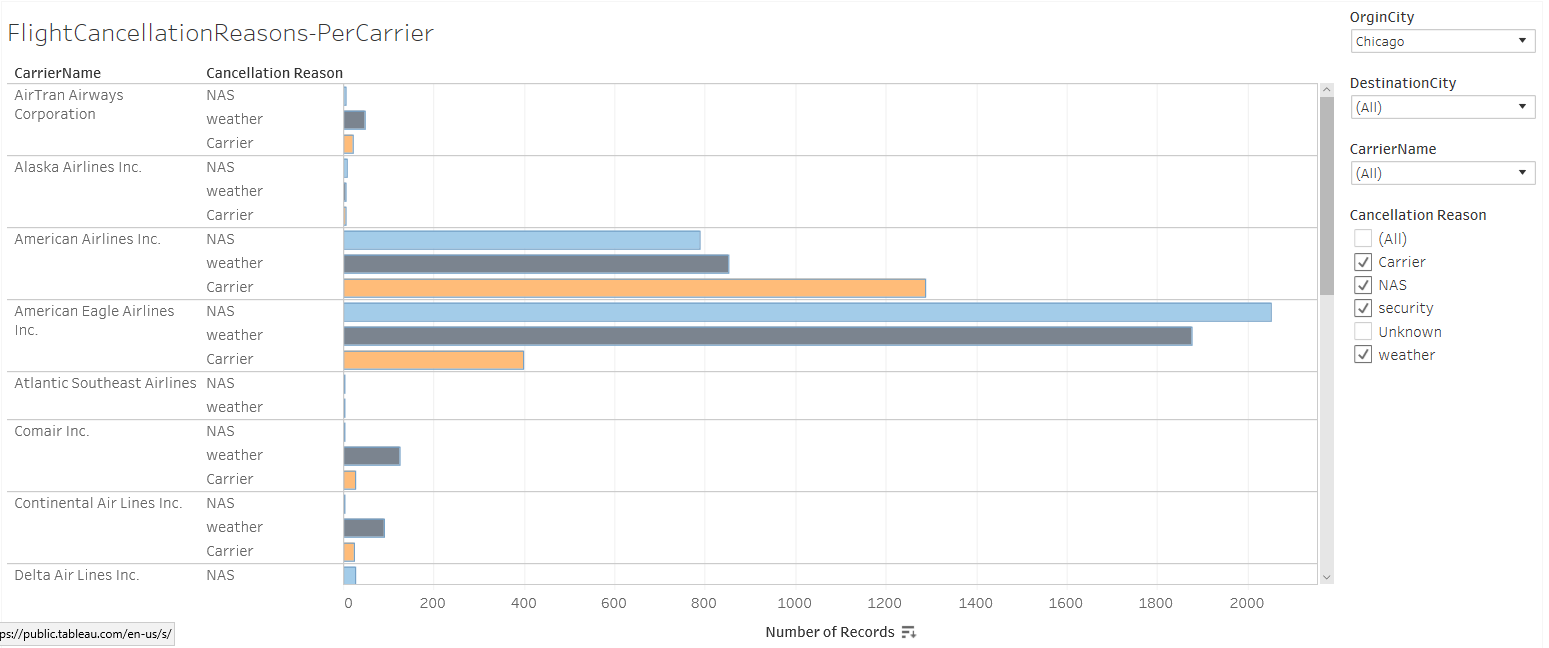 FlightCancellationReasons-PerCarrier
CarrierName Cancellation Reason
AirTran Airways NAS
Corporation
weather
Carrier
Alaska Airlines Inc. NAS
weather
Carrier
American Airlines Inc. NAS
weather
Carrier
American Eagle Airlines NAS
Inc.
weather
Carrier
Atlantic Southeast Airlines NAS
weather
Comair Inc. NAS
weather
Carrier
Continental Air Lines Inc. NAS
weather
Carrier
Delta Air Lines Inc. NAS
0 200 400 600 800 1000 1200 1400 1600 1800 2000
Number of Records
OrginCity
Chicago
DestinationCity
(All)
CarrierName
(All)
Cancellation Reason
(All)
Carrier
NAS
security
Unknown
weather
ps://public.tableau.com/en-us/s/